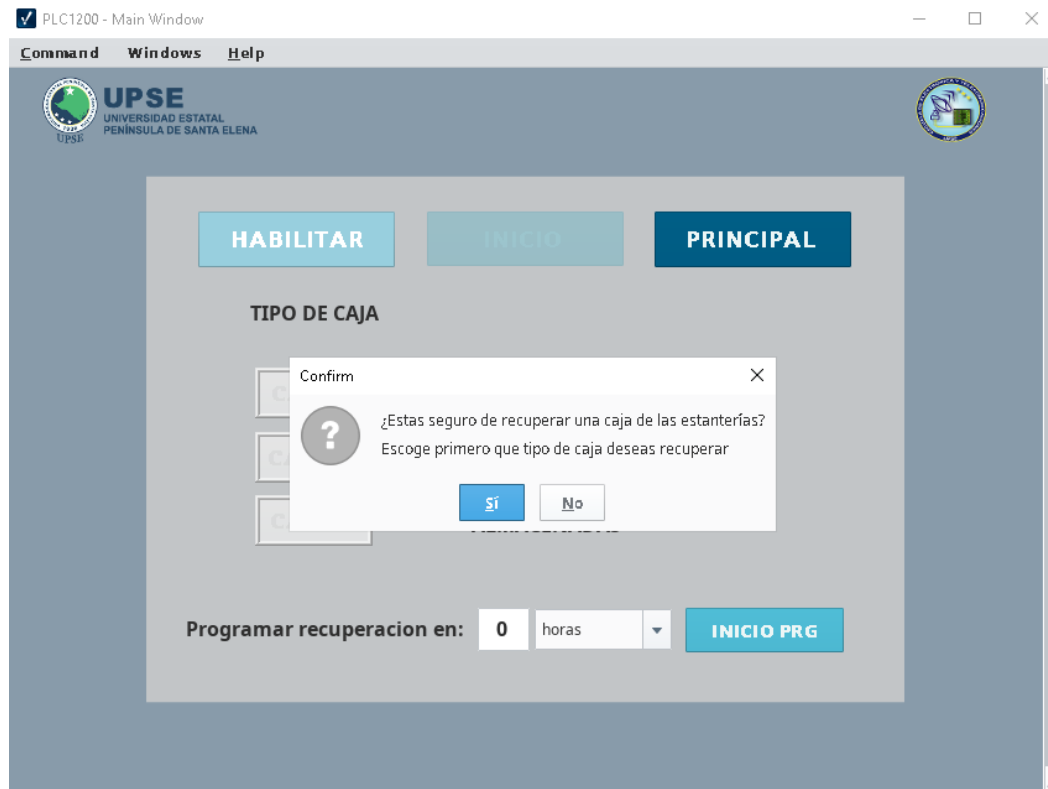 PLC1200 - Main Window
Command Windows Help
UPSE
UNIVERSIDAD ESTATAL
PENÍNSULA DE SANTA ELENA
UPSE
HABILITAR INICIO PRINCIPAL
TIPO DE CAJA
Confirm
¿Estas seguro de recuperar una caja de las estanterías?
Escoge primero que tipo de caja deseas recuperar
Sí No
Programar recuperacion en: 0 horas INICIO PRG